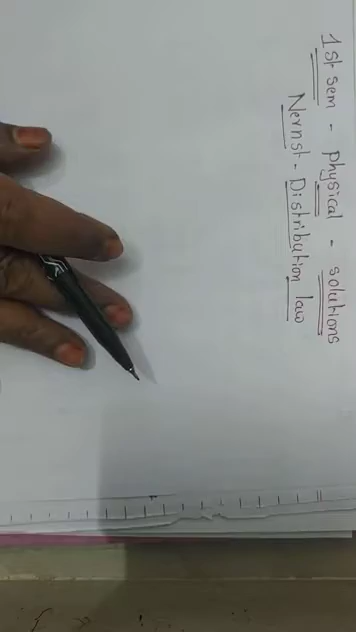 1st sem - physical - solutions
Nernst - Distribution law